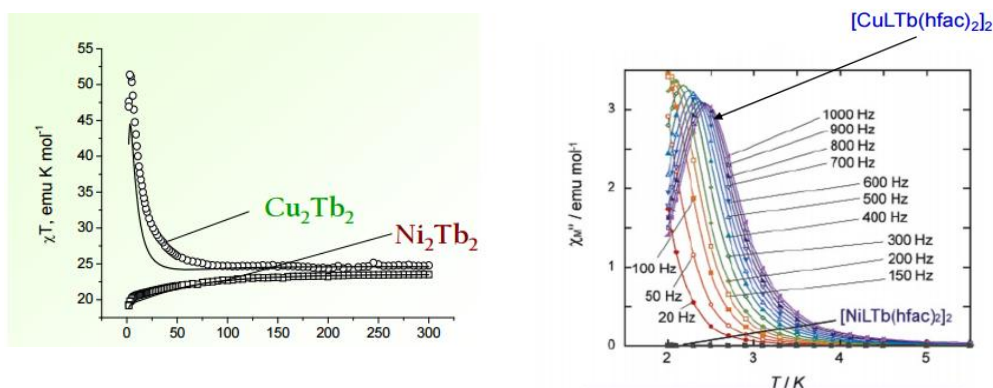 55
50
45
40
35
30
25
20
χT, emu K mol⁻¹
Cu₂Tb₂
Ni₂Tb₂
0 50 100 150 200 250 300
[CuLTb(hfac)₂]₂
3
2
1
0
χM'' / emu mol⁻¹
1000 Hz
900 Hz
800 Hz
700 Hz
600 Hz
500 Hz
400 Hz
300 Hz
200 Hz
150 Hz
100 Hz
50 Hz
20 Hz
[NiLTb(hfac)₂]₂
2 3 4 5
T / K